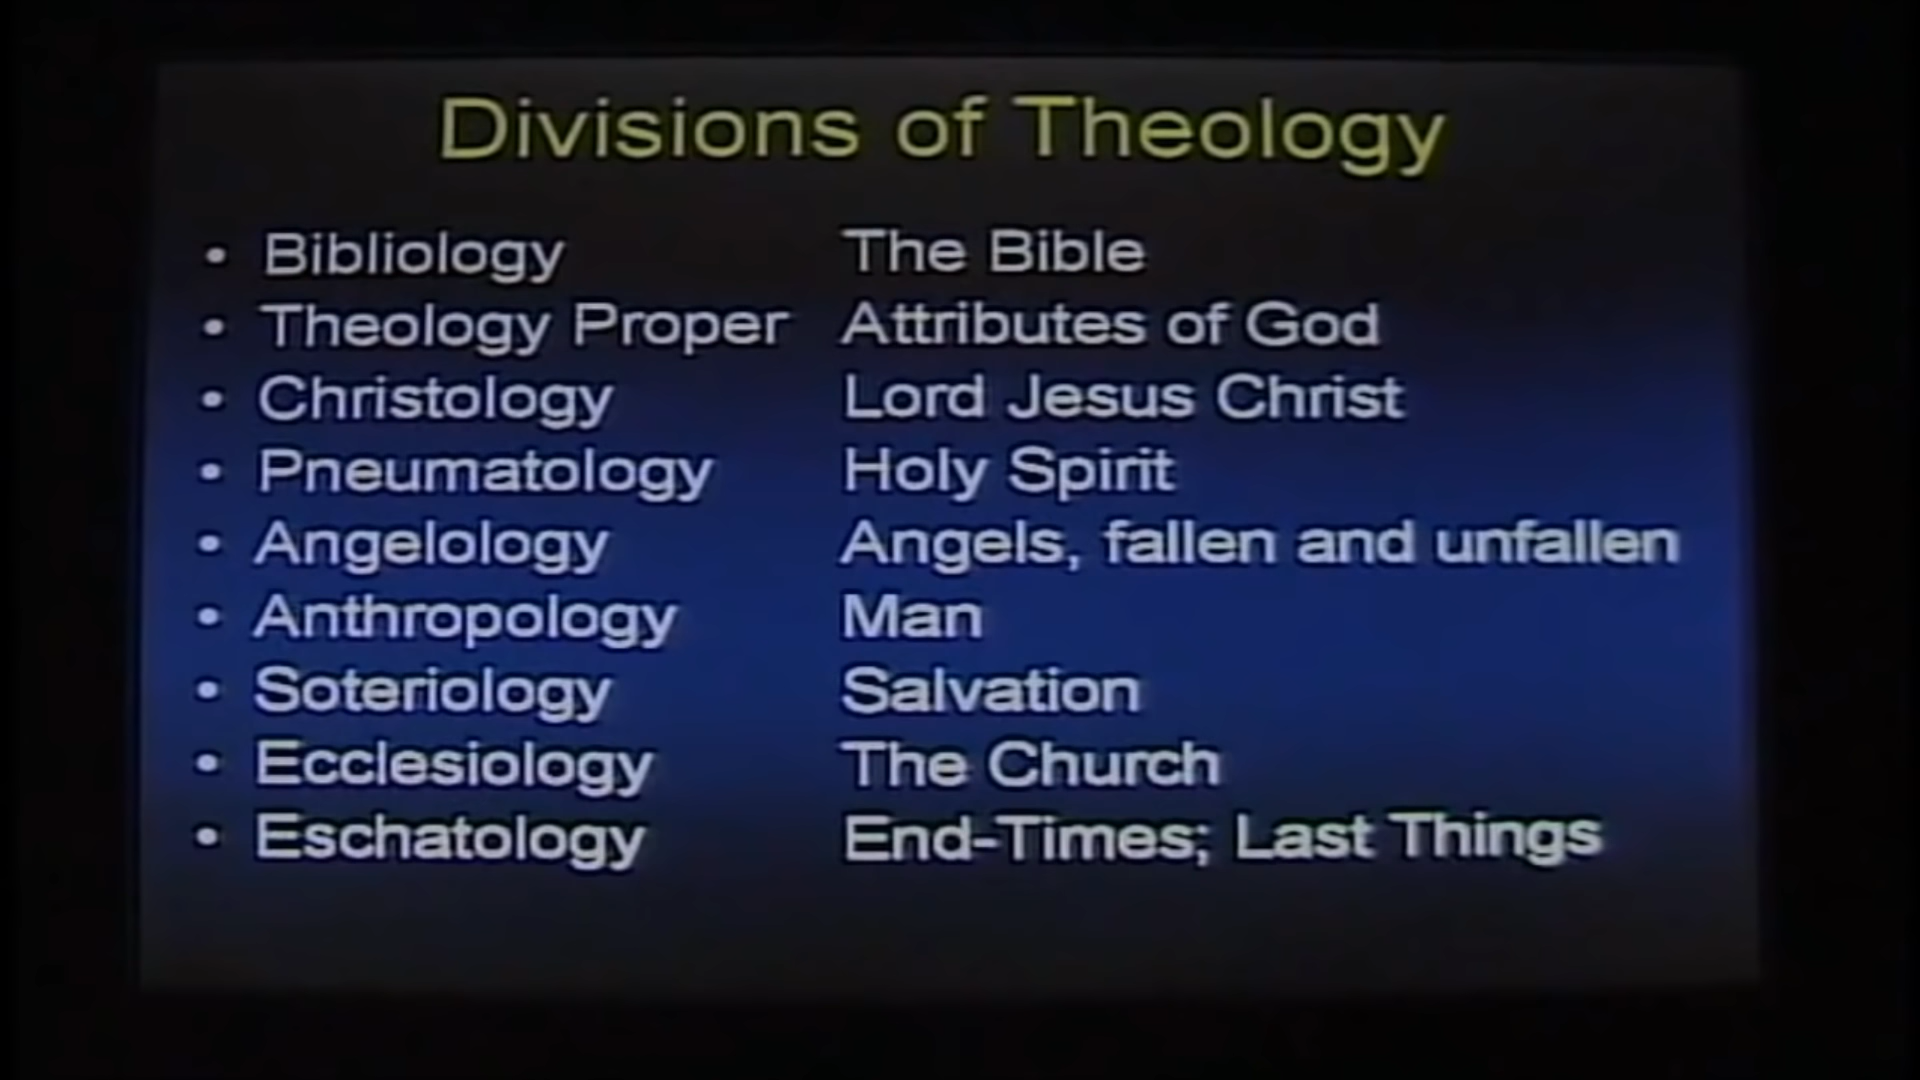 Divisions of Theology
• Bibliology The Bible
• Theology Proper Attributes of God
• Christology Lord Jesus Christ
• Pneumatology Holy Spirit
• Angelology Angels, fallen and unfallen
• Anthropology Man
• Soteriology Salvation
• Ecclesiology The Church
• Eschatology End-Times; Last Things